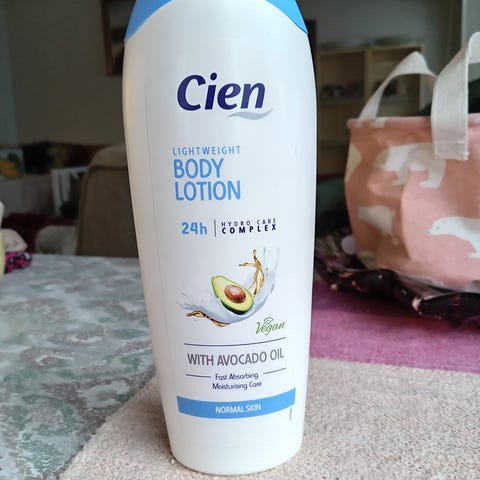 Cien
LIGHTWEIGHT
BODY
LOTION
24h HYDRO CARE
COMPLEX
Vegan
WITH AVOCADO OIL
Fast Absorbing
Moisturising Care
NORMAL SKIN